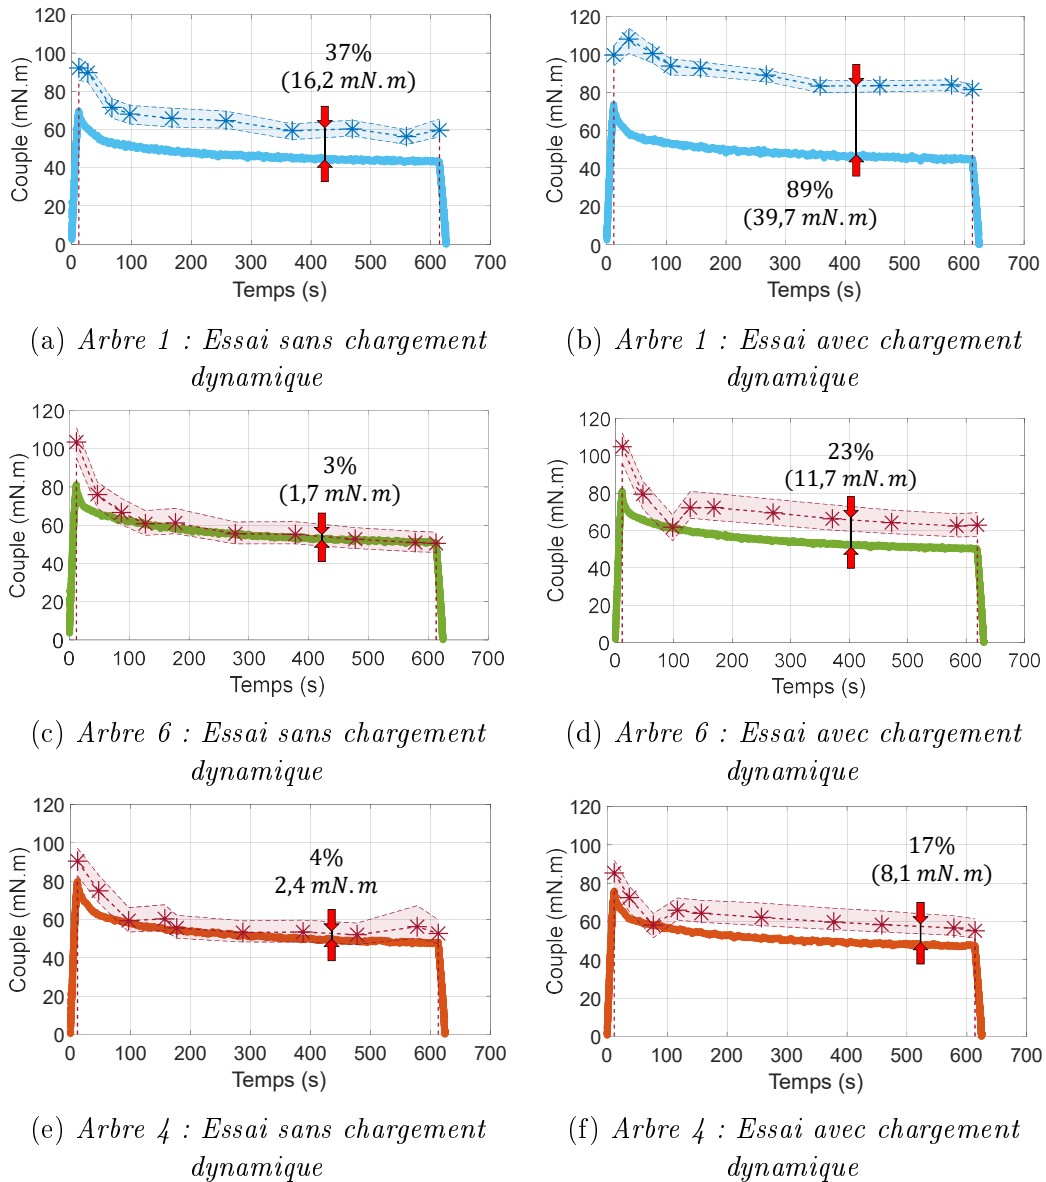 120
100
80
60
40
20
0
Couple (mN.m)
37%
(16,2 mN.m)
0 100 200 300 400 500 600 700
Temps (s)
(a) Arbre 1 : Essai sans chargement
dynamique
120
100
80
60
40
20
0
Couple (mN.m)
89%
(39,7 mN.m)
0 100 200 300 400 500 600 700
Temps (s)
(b) Arbre 1 : Essai avec chargement
dynamique
120
100
80
60
40
20
0
Couple (mN.m)
3%
(1,7 mN.m)
0 100 200 300 400 500 600 700
Temps (s)
(c) Arbre 6 : Essai sans chargement
dynamique
120
100
80
60
40
20
0
Couple (mN.m)
23%
(11,7 mN.m)
0 100 200 300 400 500 600 700
Temps (s)
(d) Arbre 6 : Essai avec chargement
dynamique
120
100
80
60
40
20
0
Couple (mN.m)
4%
2,4 mN.m
0 100 200 300 400 500 600 700
Temps (s)
(e) Arbre 4 : Essai sans chargement
dynamique
120
100
80
60
40
20
0
Couple (mN.m)
17%
(8,1 mN.m)
0 100 200 300 400 500 600 700
Temps (s)
(f) Arbre 4 : Essai avec chargement
dynamique